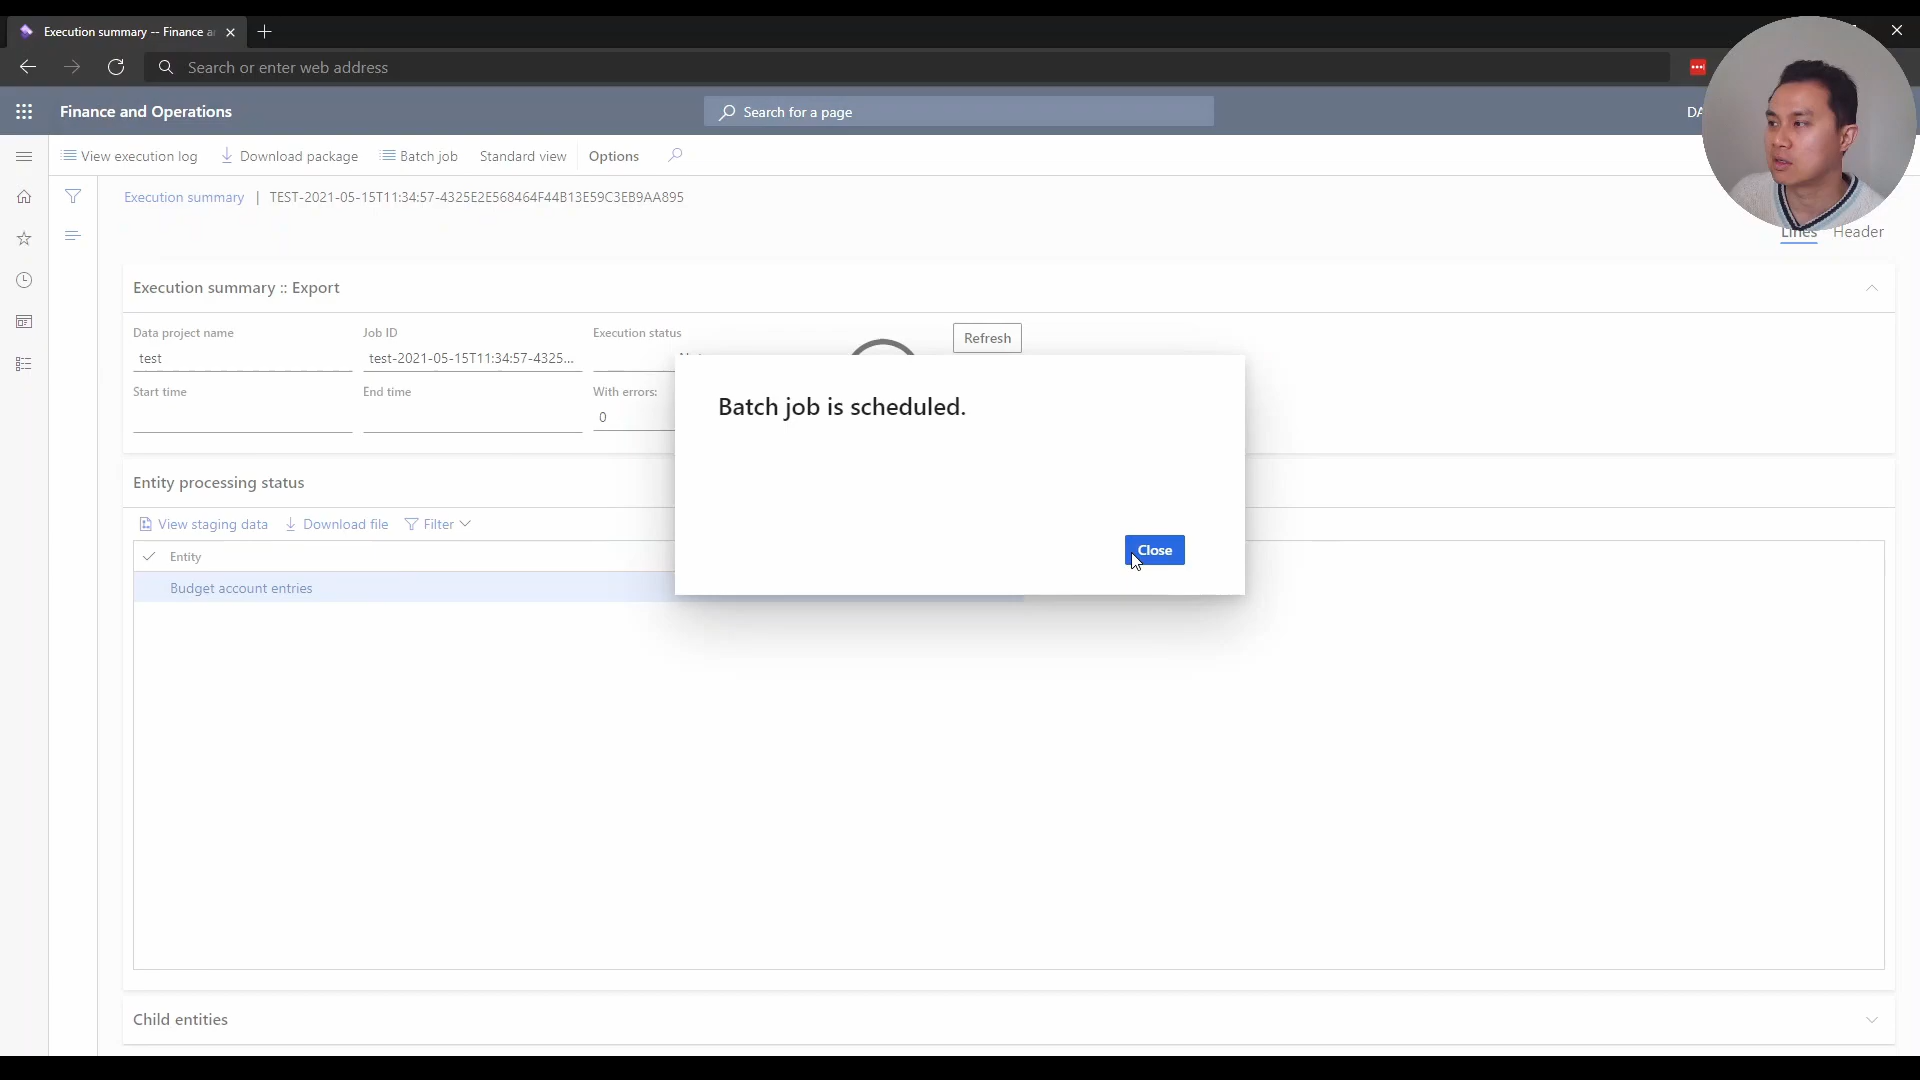 Execution summary -- Finance a
Search or enter web address
Finance and Operations
Search for a page
View execution log
Download package
Batch job
Standard view
Options
Execution summary | TEST-2021-05-15T11:34:57-4325E2E568464F44B13E59C3EB9AA895
Lines
Header
Execution summary :: Export
Data project name
Job ID
Execution status
Refresh
test
test-2021-05-15T11:34:57-4325...
Start time
End time
With errors:
0
Batch job is scheduled.
Close
Entity processing status
View staging data
Download file
Filter
Entity
Budget account entries
Child entities